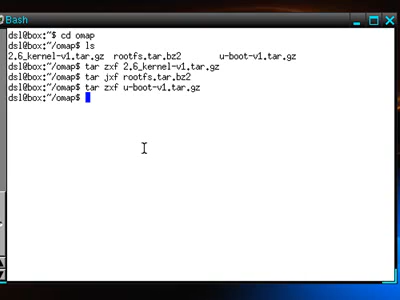 Bash
dsl@box:~$ cd omap
dsl@box:~/omap$ ls
2.6_kernel-v1.tar.gz rootfs.tar.bz2 u-boot-v1.tar.gz
dsl@box:~/omap$ tar zxf 2.6_kernel-v1.tar.gz
dsl@box:~/omap$ tar jxf rootfs.tar.bz2
dsl@box:~/omap$ tar zxf u-boot-v1.tar.gz
dsl@box:~/omap$